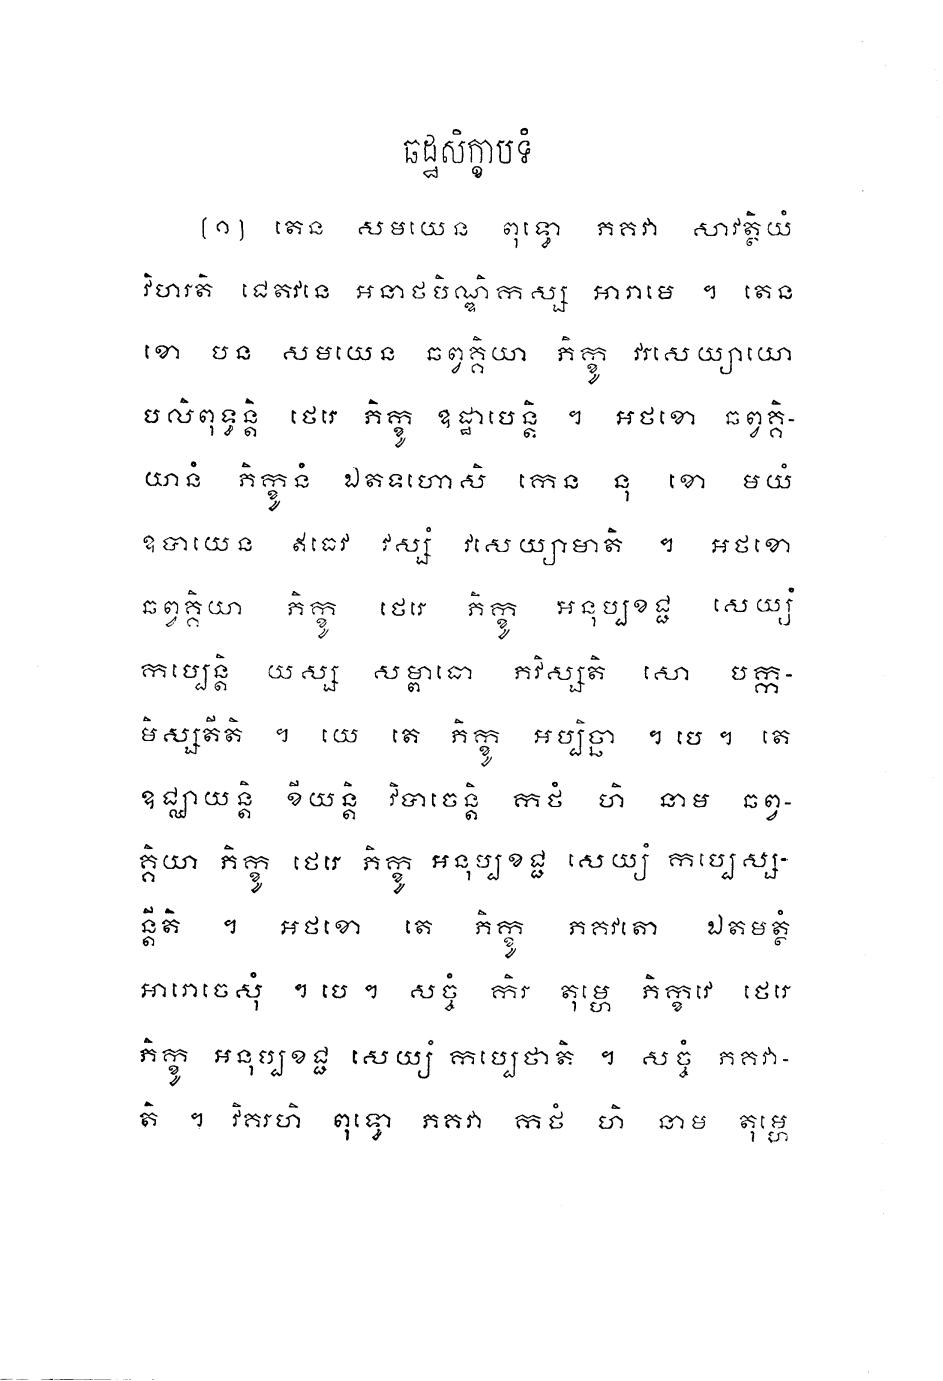 ឆដ្ឋសិក្ខាបទំ
(១) តេន សមយេន ពុទ្ធោ ភគវា សាវត្ថិយំ
វិហរតិ ជេតវនេ អនាថបិណ្ឌិកស្ស អារាមេ ។ តេន
ខោ បន សមយេន ឆព្វគ្គិយា ភិក្ខូ វរសេយ្យាយោ
បលិពុទ្ធន្តិ ថេរេ ភិក្ខូ ឧដ្ឋាបេន្តិ ។ អថខោ ឆព្វគ្គិ-
យានំ ភិក្ខូនំ ឯតទហោសិ កេន នុ ខោ មយំ
ឧបាយេន ឥធេវ វស្សំ វសេយ្យាមាតិ ។ អថខោ
ឆព្វគ្គិយា ភិក្ខូ ថេរេ ភិក្ខូ អនុប្បខជ្ជ សេយ្យំ
កប្បេន្តិ យស្ស សម្ពាធោ ភវិស្សតិ សោ បក្ក-
មិស្សតីតិ ។ យេ តេ ភិក្ខូ អប្បិច្ឆា ។ បេ ។ តេ
ឧជ្ឈាយន្តិ ខីយន្តិ វិបាចេន្តិ កថំ ហិ នាម ឆព្វ-
គ្គិយា ភិក្ខូ ថេរេ ភិក្ខូ អនុប្បខជ្ជ សេយ្យំ កប្បេស្ស-
ន្តីតិ ។ អថខោ តេ ភិក្ខូ ភគវតោ ឯតមត្ថំ
អារោចេសុំ ។ បេ ។ សច្ចំ កិរ តុម្ហេ ភិក្ខវេ ថេរេ
ភិក្ខូ អនុប្បខជ្ជ សេយ្យំ កប្បេថាតិ ។ សច្ចំ ភគវា-
តិ ។ វិគរហិ ពុទ្ធោ ភគវា កថំ ហិ នាម តុម្ហេ